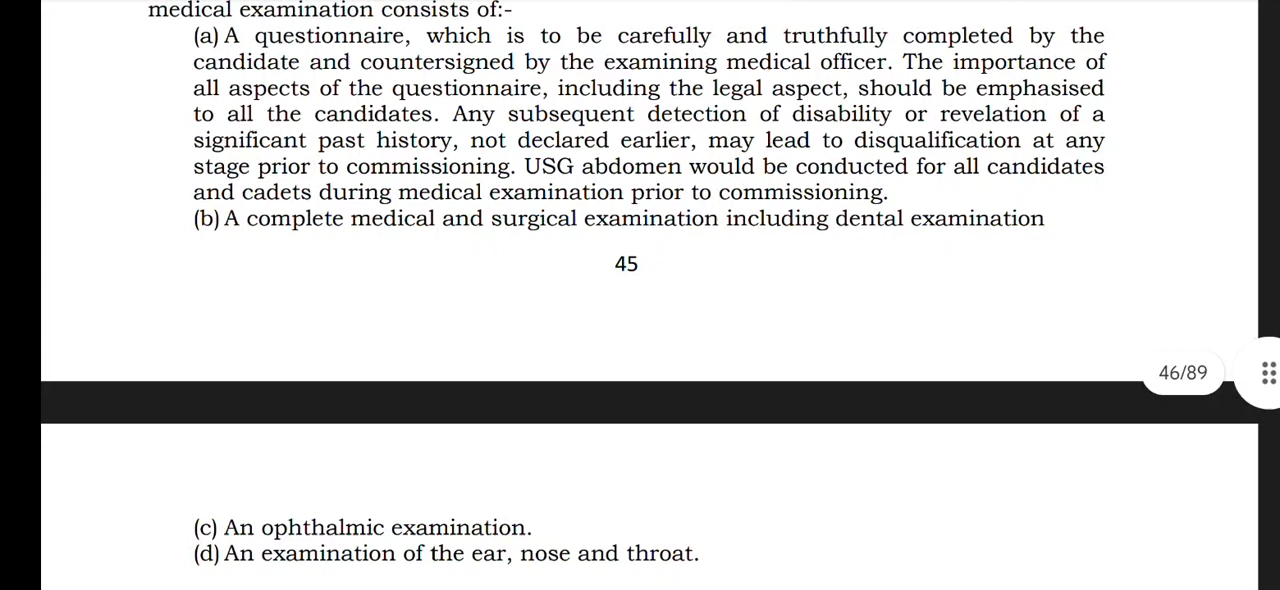 medical examination consists of:-
(a) A questionnaire, which is to be carefully and truthfully completed by the
candidate and countersigned by the examining medical officer. The importance of
all aspects of the questionnaire, including the legal aspect, should be emphasised
to all the candidates. Any subsequent detection of disability or revelation of a
significant past history, not declared earlier, may lead to disqualification at any
stage prior to commissioning. USG abdomen would be conducted for all candidates
and cadets during medical examination prior to commissioning.
(b) A complete medical and surgical examination including dental examination
45
46/89
(c) An ophthalmic examination.
(d) An examination of the ear, nose and throat.